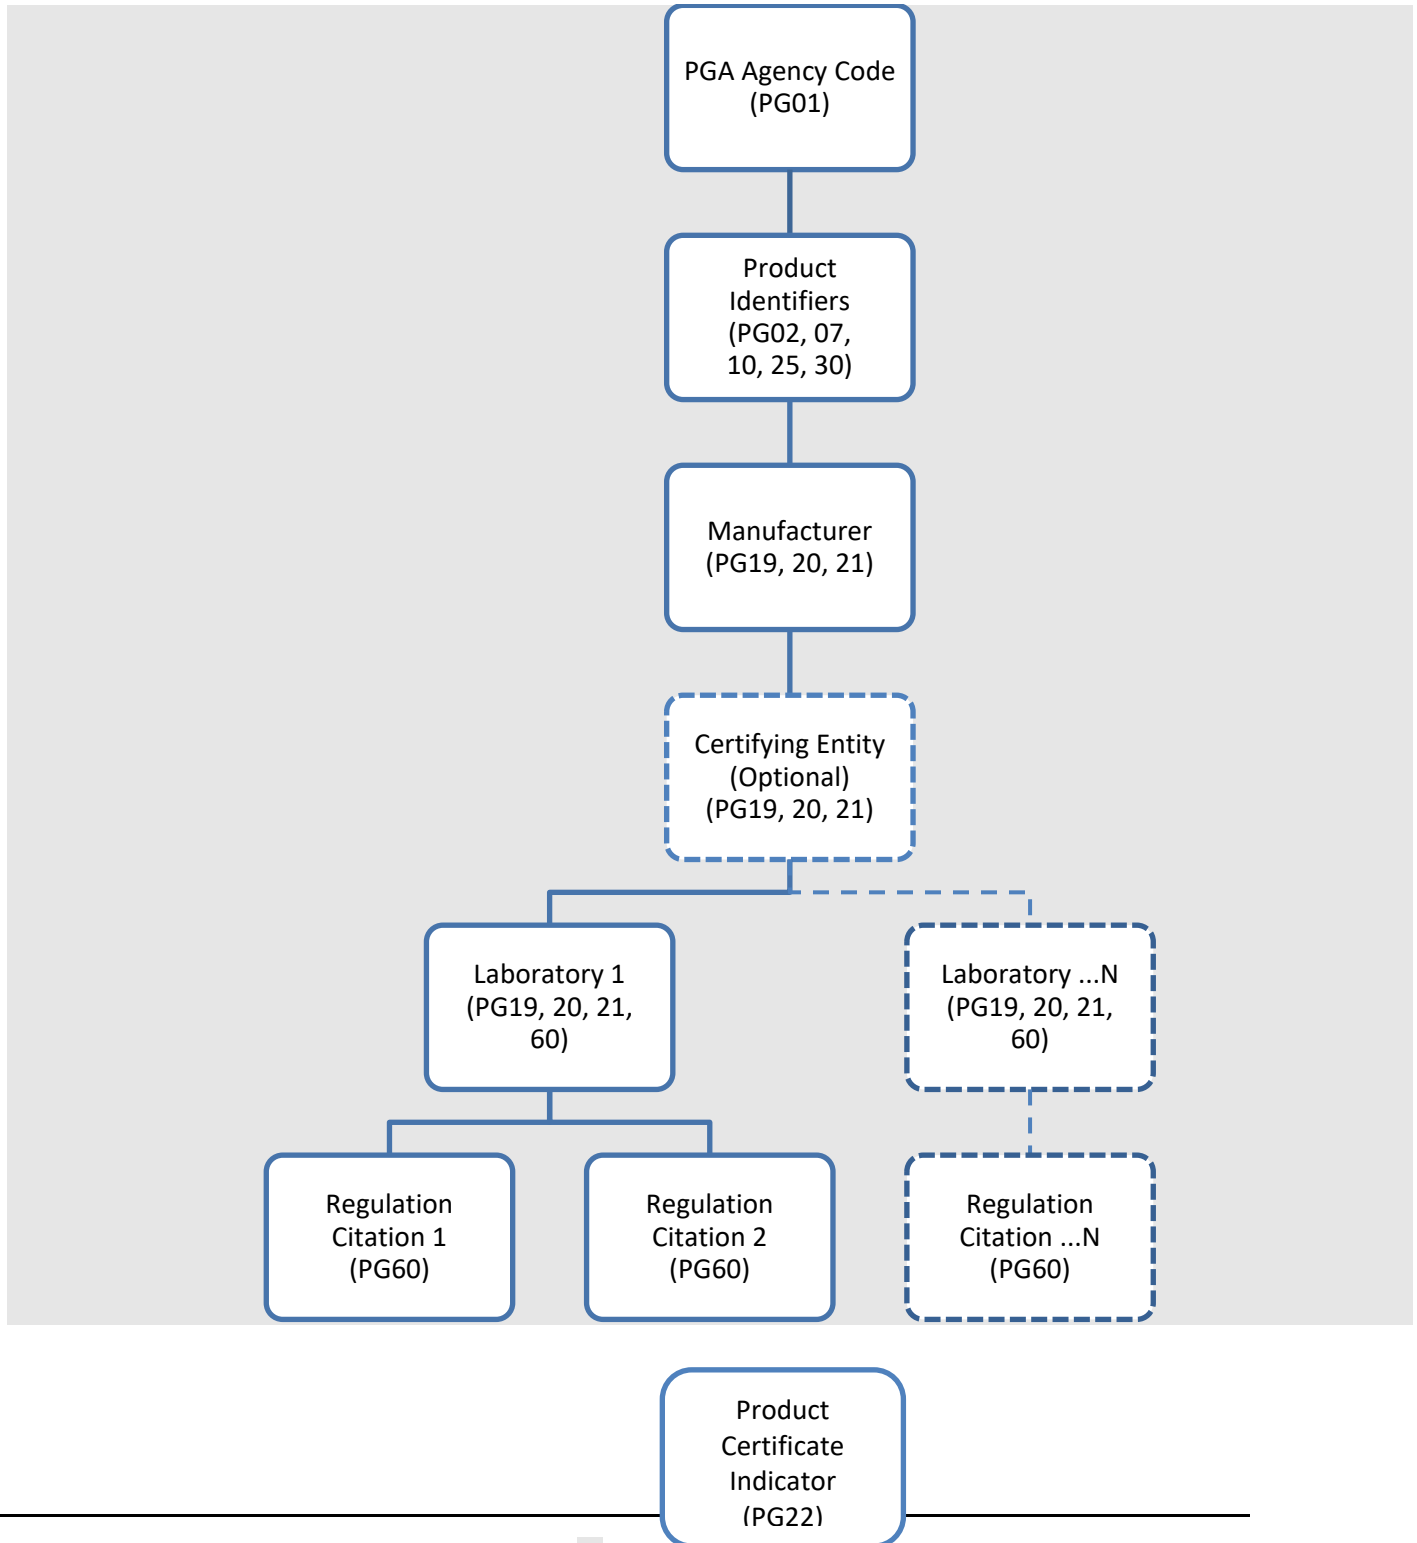 PGA Agency Code
(PG01)
Product
Identifiers
(PG02, 07,
10, 25, 30)
Manufacturer
(PG19, 20, 21)
Certifying Entity
(Optional)
(PG19, 20, 21)
Laboratory 1
(PG19, 20, 21,
60)
Laboratory ...N
(PG19, 20, 21,
60)
Regulation
Citation 1
(PG60)
Regulation
Citation 2
(PG60)
Regulation
Citation ...N
(PG60)
Product
Certificate
Indicator
(PG22)